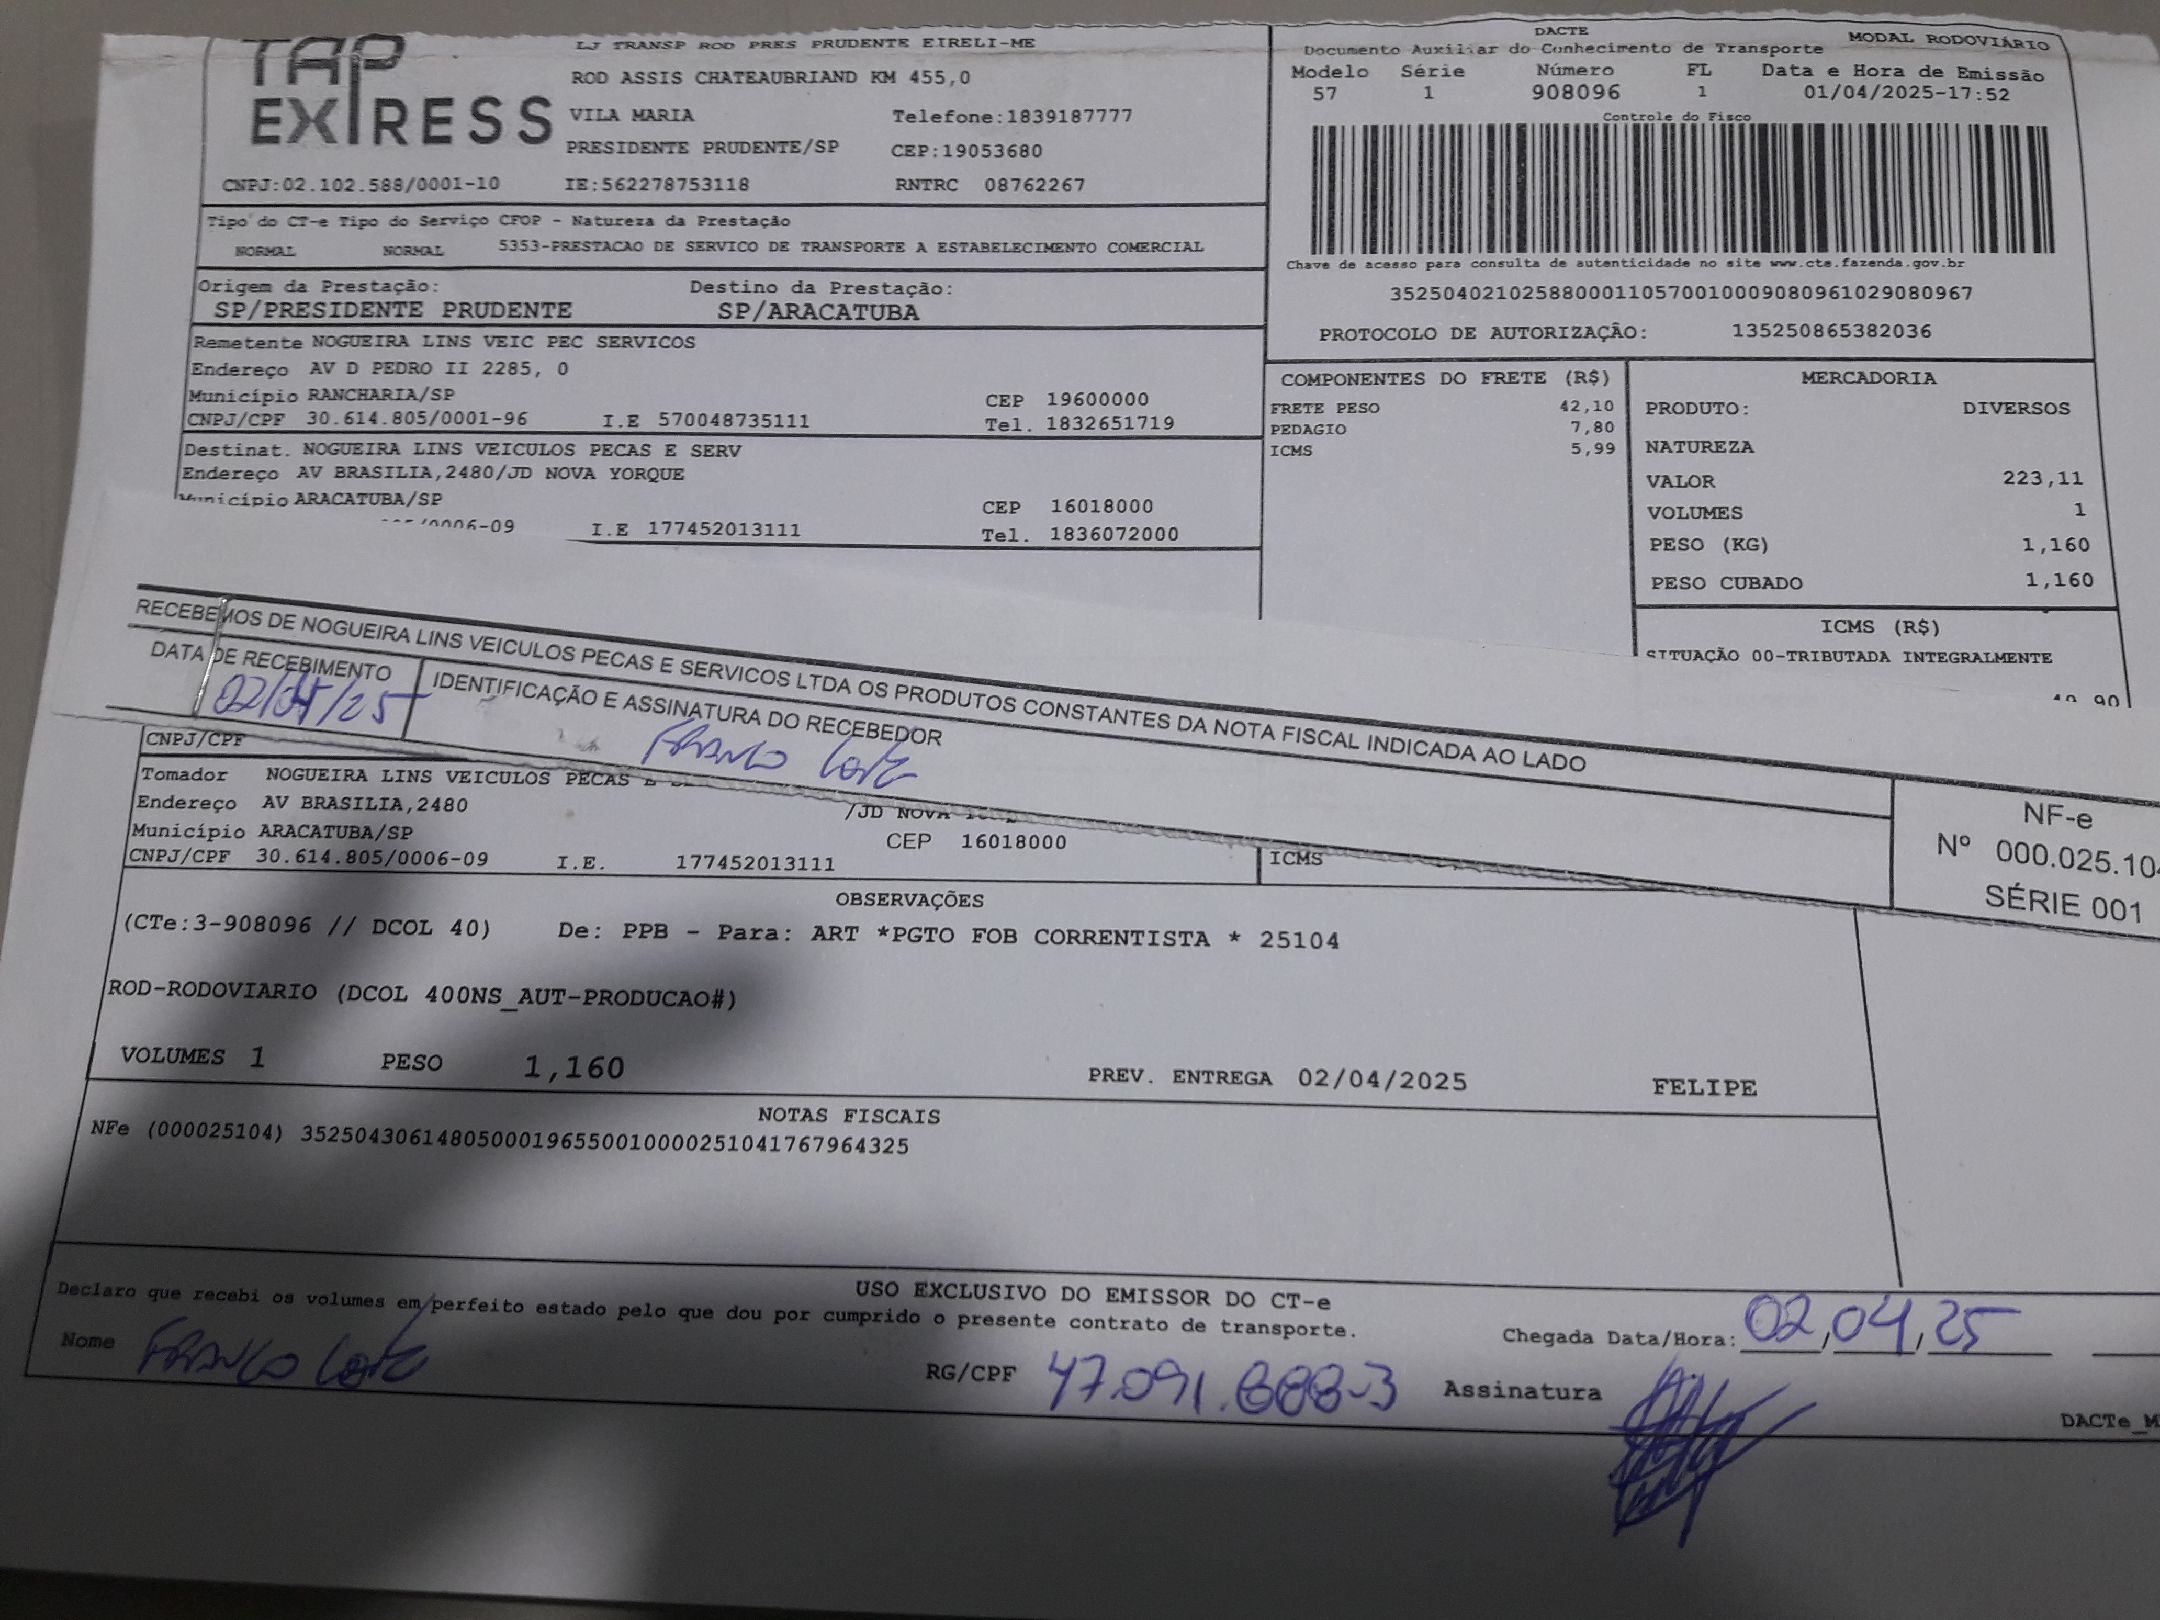 TAP EXPRESS
LJ TRANSP ROD PRES PRUDENTE EIRELI-ME
ROD ASSIS CHATEAUBRIAND KM 455,0
VILA MARIA Telefone:1839187777
PRESIDENTE PRUDENTE/SP CEP:19053680
CNPJ:02.102.588/0001-10 IE:562278753118 RNTRC 08762267
DACTE MODAL RODOVIÁRIO
Documento Auxiliar do Conhecimento de Transporte
Modelo Série Número FL Data e Hora de Emissão
57 1 908096 1 01/04/2025-17:52
Controle do Fisco
Chave de acesso para consulta de autenticidade no site www.cte.fazenda.gov.br
35250402102588000110570010009080961029080967
PROTOCOLO DE AUTORIZAÇÃO: 135250865382036
Tipo do CT-e Tipo do Serviço CFOP - Natureza da Prestação
NORMAL NORMAL 5353-PRESTACAO DE SERVICO DE TRANSPORTE A ESTABELECIMENTO COMERCIAL
Origem da Prestação: Destino da Prestação:
SP/PRESIDENTE PRUDENTE SP/ARACATUBA
Remetente NOGUEIRA LINS VEIC PEC SERVICOS
Endereço AV D PEDRO II 2285, 0
Município RANCHARIA/SP CEP 19600000
CNPJ/CPF 30.614.805/0001-96 I.E 570048735111 Tel. 1832651719
Destinat. NOGUEIRA LINS VEICULOS PECAS E SERV
Endereço AV BRASILIA,2480/JD NOVA YORQUE
Município ARACATUBA/SP CEP 16018000
/0006-09 I.E 177452013111 Tel. 1836072000
COMPONENTES DO FRETE (R$)
FRETE PESO 42,10
PEDAGIO 7,80
ICMS 5,99
MERCADORIA
PRODUTO: DIVERSOS
NATUREZA
VALOR 223,11
VOLUMES 1
PESO (KG) 1,160
PESO CUBADO 1,160
ICMS (R$)
SITUAÇÃO 00-TRIBUTADA INTEGRALMENTE
RECEBEMOS DE NOGUEIRA LINS VEICULOS PECAS E SERVICOS LTDA OS PRODUTOS CONSTANTES DA NOTA FISCAL INDICADA AO LADO
DATA DE RECEBIMENTO IDENTIFICAÇÃO E ASSINATURA DO RECEBEDOR
02/04/25 FRANCO
NF-e
Nº 000.025.104
SÉRIE 001
CNPJ/CPF
Tomador NOGUEIRA LINS VEICULOS PECAS E
Endereço AV BRASILIA,2480 /JD NOVA
Município ARACATUBA/SP CEP 16018000
CNPJ/CPF 30.614.805/0006-09 I.E. 177452013111
ICMS
OBSERVAÇÕES
(CTe:3-908096 // DCOL 40) De: PPB - Para: ART *PGTO FOB CORRENTISTA * 25104
ROD-RODOVIARIO (DCOL 400NS_AUT-PRODUCAO#)
VOLUMES 1 PESO 1,160 PREV. ENTREGA 02/04/2025 FELIPE
NOTAS FISCAIS
NFe (000025104) 35250430614805000196550010000251041767964325
USO EXCLUSIVO DO EMISSOR DO CT-e
Declaro que recebi os volumes em perfeito estado pelo que dou por cumprido o presente contrato de transporte.
Nome FRANCO RG/CPF 47.091.888-3 Assinatura
Chegada Data/Hora: 02,04,25
DACTe_M